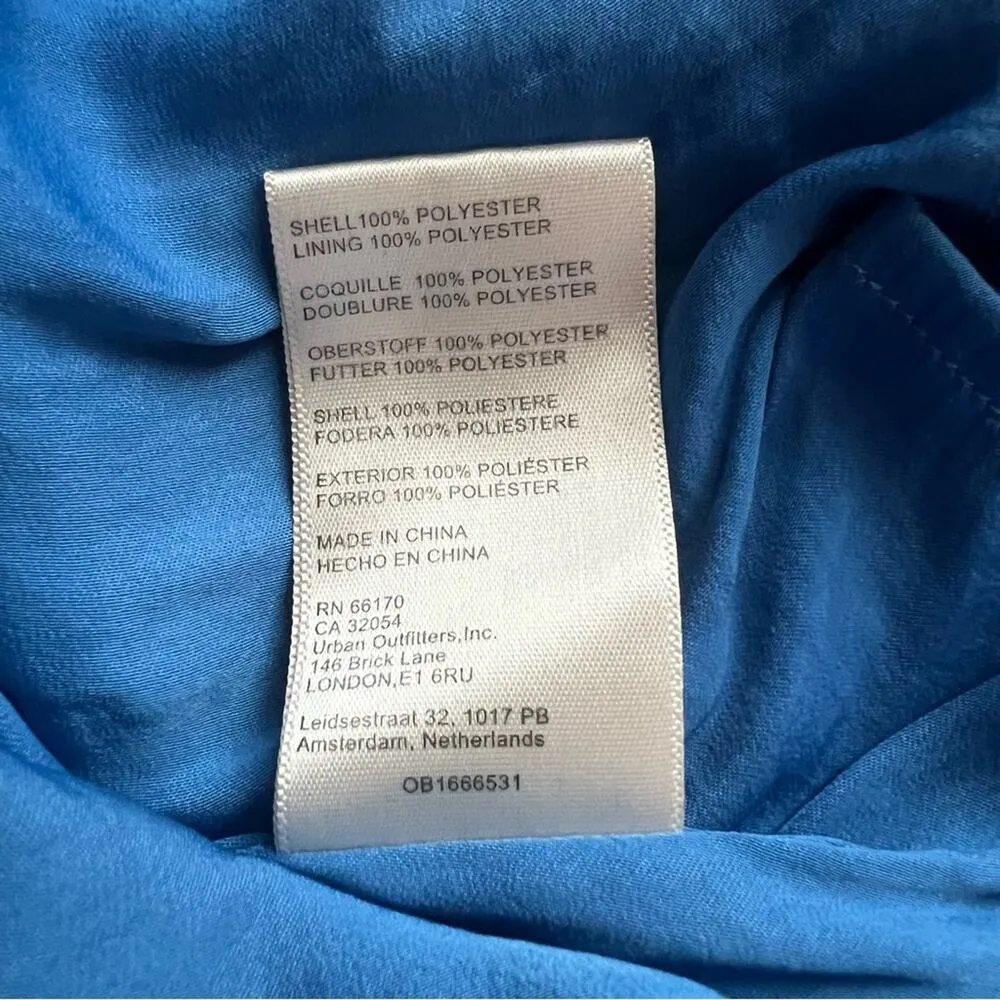 SHELL100% POLYESTER
LINING 100% POLYESTER
COQUILLE 100% POLYESTER
DOUBLURE 100% POLYESTER
OBERSTOFF 100% POLYESTER
FUTTER 100% POLYESTER
SHELL 100% POLIESTERE
FODERA 100% POLIESTERE
EXTERIOR 100% POLIÉSTER
FORRO 100% POLIÉSTER
MADE IN CHINA
HECHO EN CHINA
RN 66170
CA 32054
Urban Outfitters,Inc.
146 Brick Lane
LONDON,E1 6RU
Leidsestraat 32, 1017 PB
Amsterdam, Netherlands
OB1666531